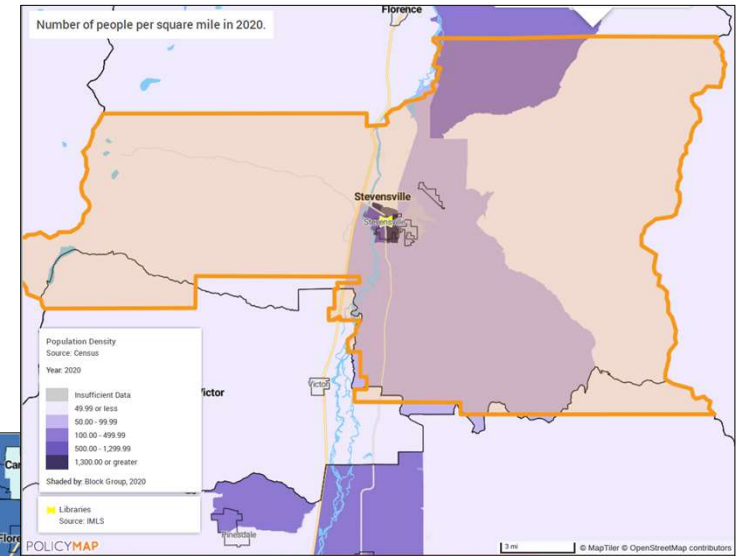 Number of people per square mile in 2020.
Florence
Stevensville
Stevensville
Population Density
Source: Census
Year: 2020
Insufficient Data
49.99 or less
50.00 - 99.99
100.00 - 499.99
500.00 - 1,299.99
1,300.00 or greater
Shaded by: Block Group, 2020
Libraries
Source: IMLS
Victor
Victor
Pinesdale
POLICYMAP
3 mi
© MapTiler © OpenStreetMap contributors